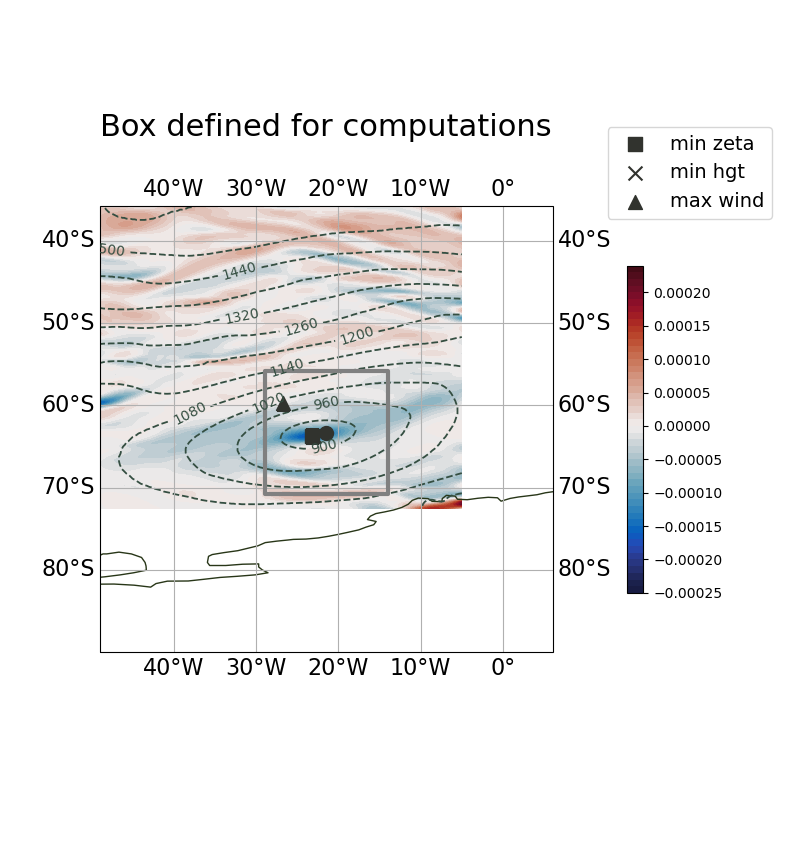 Box defined for computations
min zeta
min hgt
max wind
40°W 30°W 20°W 10°W 0°
40°S 40°S
50°S 50°S
60°S 60°S
70°S 70°S
80°S 80°S
40°W 30°W 20°W 10°W 0°
500
1440
1320
1260
1200
1140
1080
1020
960
900
0.00020
0.00015
0.00010
0.00005
0.00000
−0.00005
−0.00010
−0.00015
−0.00020
−0.00025